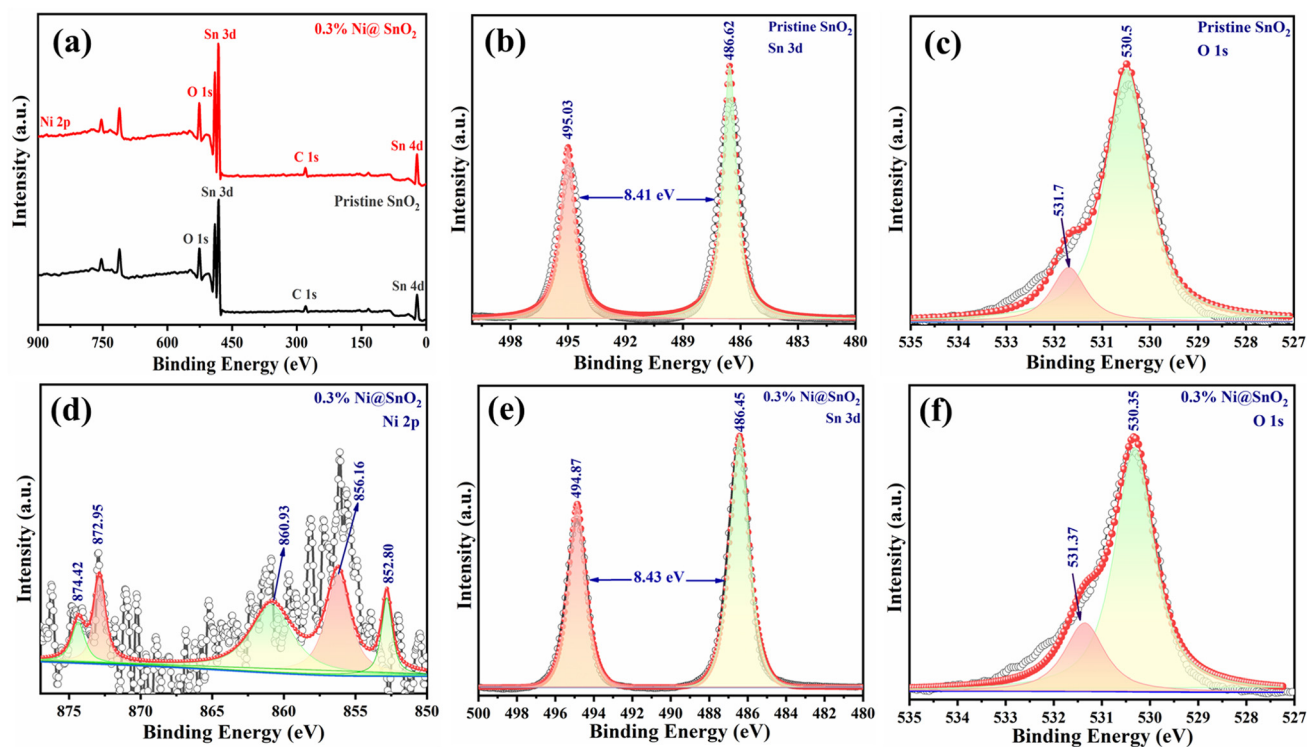 (a)
0.3% Ni@ SnO2
Sn 3d
O 1s
Ni 2p
C 1s
Sn 4d
Sn 3d
Pristine SnO2
O 1s
C 1s
Sn 4d
Intensity (a.u.)
900 750 600 450 300 150 0
Binding Energy (eV)
(b)
Pristine SnO2
Sn 3d
495.03
486.62
8.41 eV
Intensity (a.u.)
498 495 492 489 486 483 480
Binding Energy (eV)
(c)
Pristine SnO2
O 1s
530.5
531.7
Intensity (a.u.)
535 534 533 532 531 530 529 528 527
Binding Energy (eV)
(d)
0.3% Ni@SnO2
Ni 2p
874.42
872.95
860.93
856.16
852.80
Intensity (a.u.)
875 870 865 860 855 850
Binding Energy (eV)
(e)
0.3% Ni@SnO2
Sn 3d
494.87
486.45
8.43 eV
Intensity (a.u.)
500 498 496 494 492 490 488 486 484 482 480
Binding Energy (eV)
(f)
0.3% Ni@SnO2
O 1s
530.35
531.37
Intensity (a.u.)
535 534 533 532 531 530 529 528 527
Binding Energy (eV)